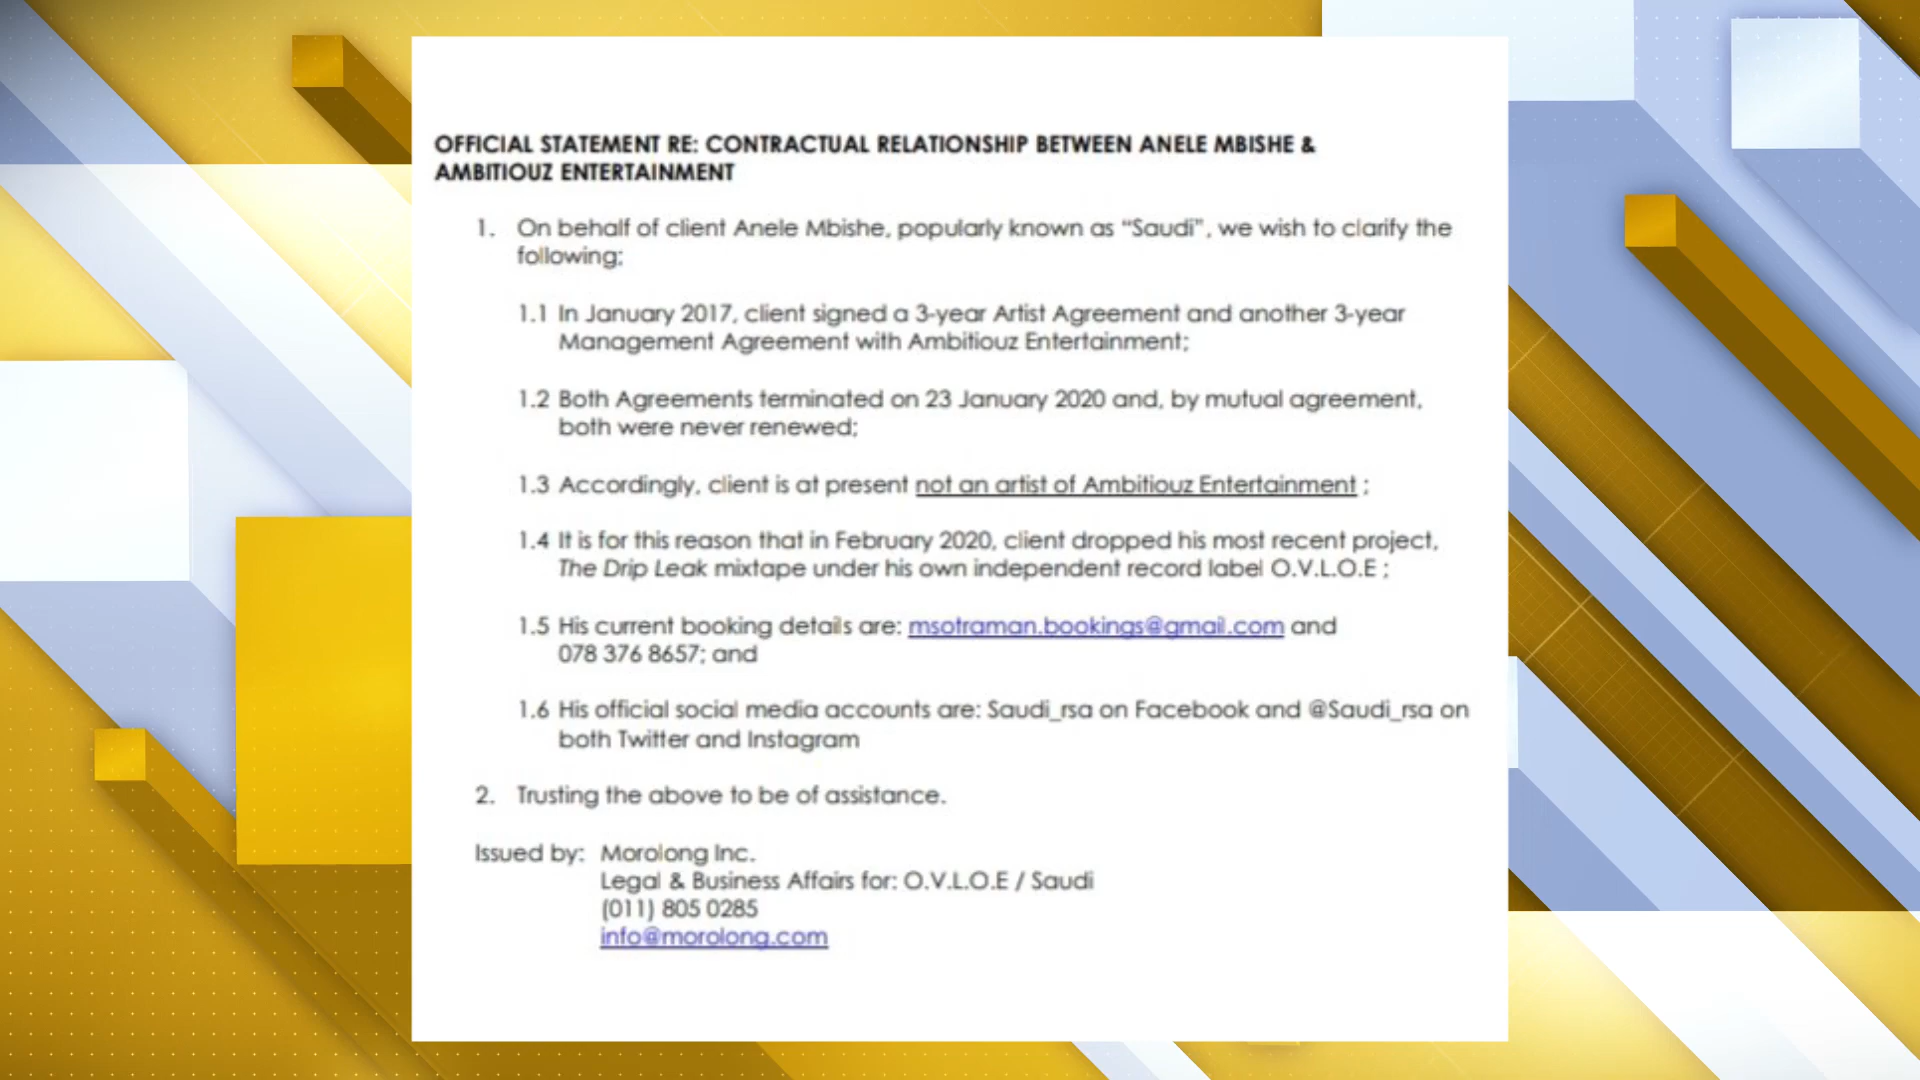 OFFICIAL STATEMENT RE: CONTRACTUAL RELATIONSHIP BETWEEN ANELE MBISHE &
AMBITIOUZ ENTERTAINMENT
1. On behalf of client Anele Mbishe, popularly known as “Saudi”, we wish to clarify the
following:
1.1 In January 2017, client signed a 3-year Artist Agreement and another 3-year
Management Agreement with Ambitiouz Entertainment;
1.2 Both Agreements terminated on 23 January 2020 and, by mutual agreement,
both were never renewed;
1.3 Accordingly, client is at present not an artist of Ambitiouz Entertainment ;
1.4 It is for this reason that in February 2020, client dropped his most recent project,
The Drip Leak mixtape under his own independent record label O.V.L.O.E ;
1.5 His current booking details are: msotraman.bookings@gmail.com and
078 376 8657; and
1.6 His official social media accounts are: Saudi_rsa on Facebook and @Saudi_rsa on
both Twitter and Instagram
2. Trusting the above to be of assistance.
Issued by: Morolong Inc.
Legal & Business Affairs for: O.V.L.O.E / Saudi
(011) 805 0285
info@morolong.com